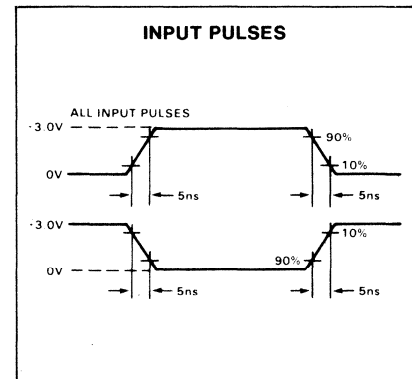 INPUT PULSES
ALL INPUT PULSES
-3.0V
90%
10%
0V
5ns
5ns
-3.0V
10%
90%
0V
5ns
5ns